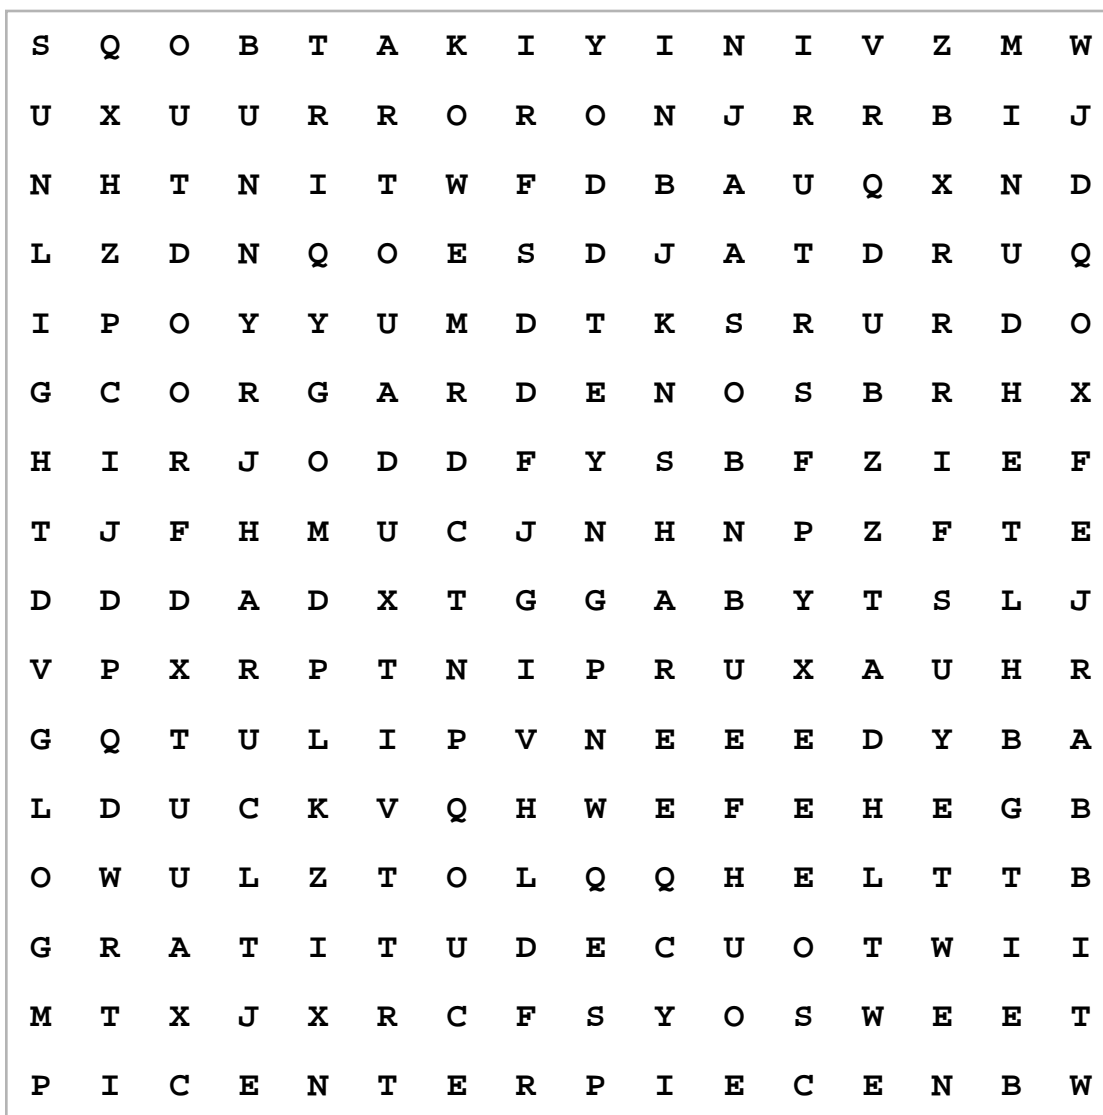 S Q O B T A K I Y I N I V Z M W
U X U U R R O R O N J R R B I J
N H T N I T W F D B A U Q X N D
L Z D N Q O E S D J A T D R U Q
I P O Y Y U M D T K S R U R D O
G C O R G A R D E N O S B R H X
H I R J O D D F Y S B F Z I E F
T J F H M U C J N H N P Z F T E
D D D A D X T G G A B Y T S L J
V P X R P T N I P R U X A U H R
G Q T U L I P V N E E E D Y B A
L D U C K V Q H W E F E H E G B
O W U L Z T O L Q Q H E L T T B
G R A T I T U D E C U O T W I I
M T X J X R C F S Y O S W E E T
P I C E N T E R P I E C E N B W